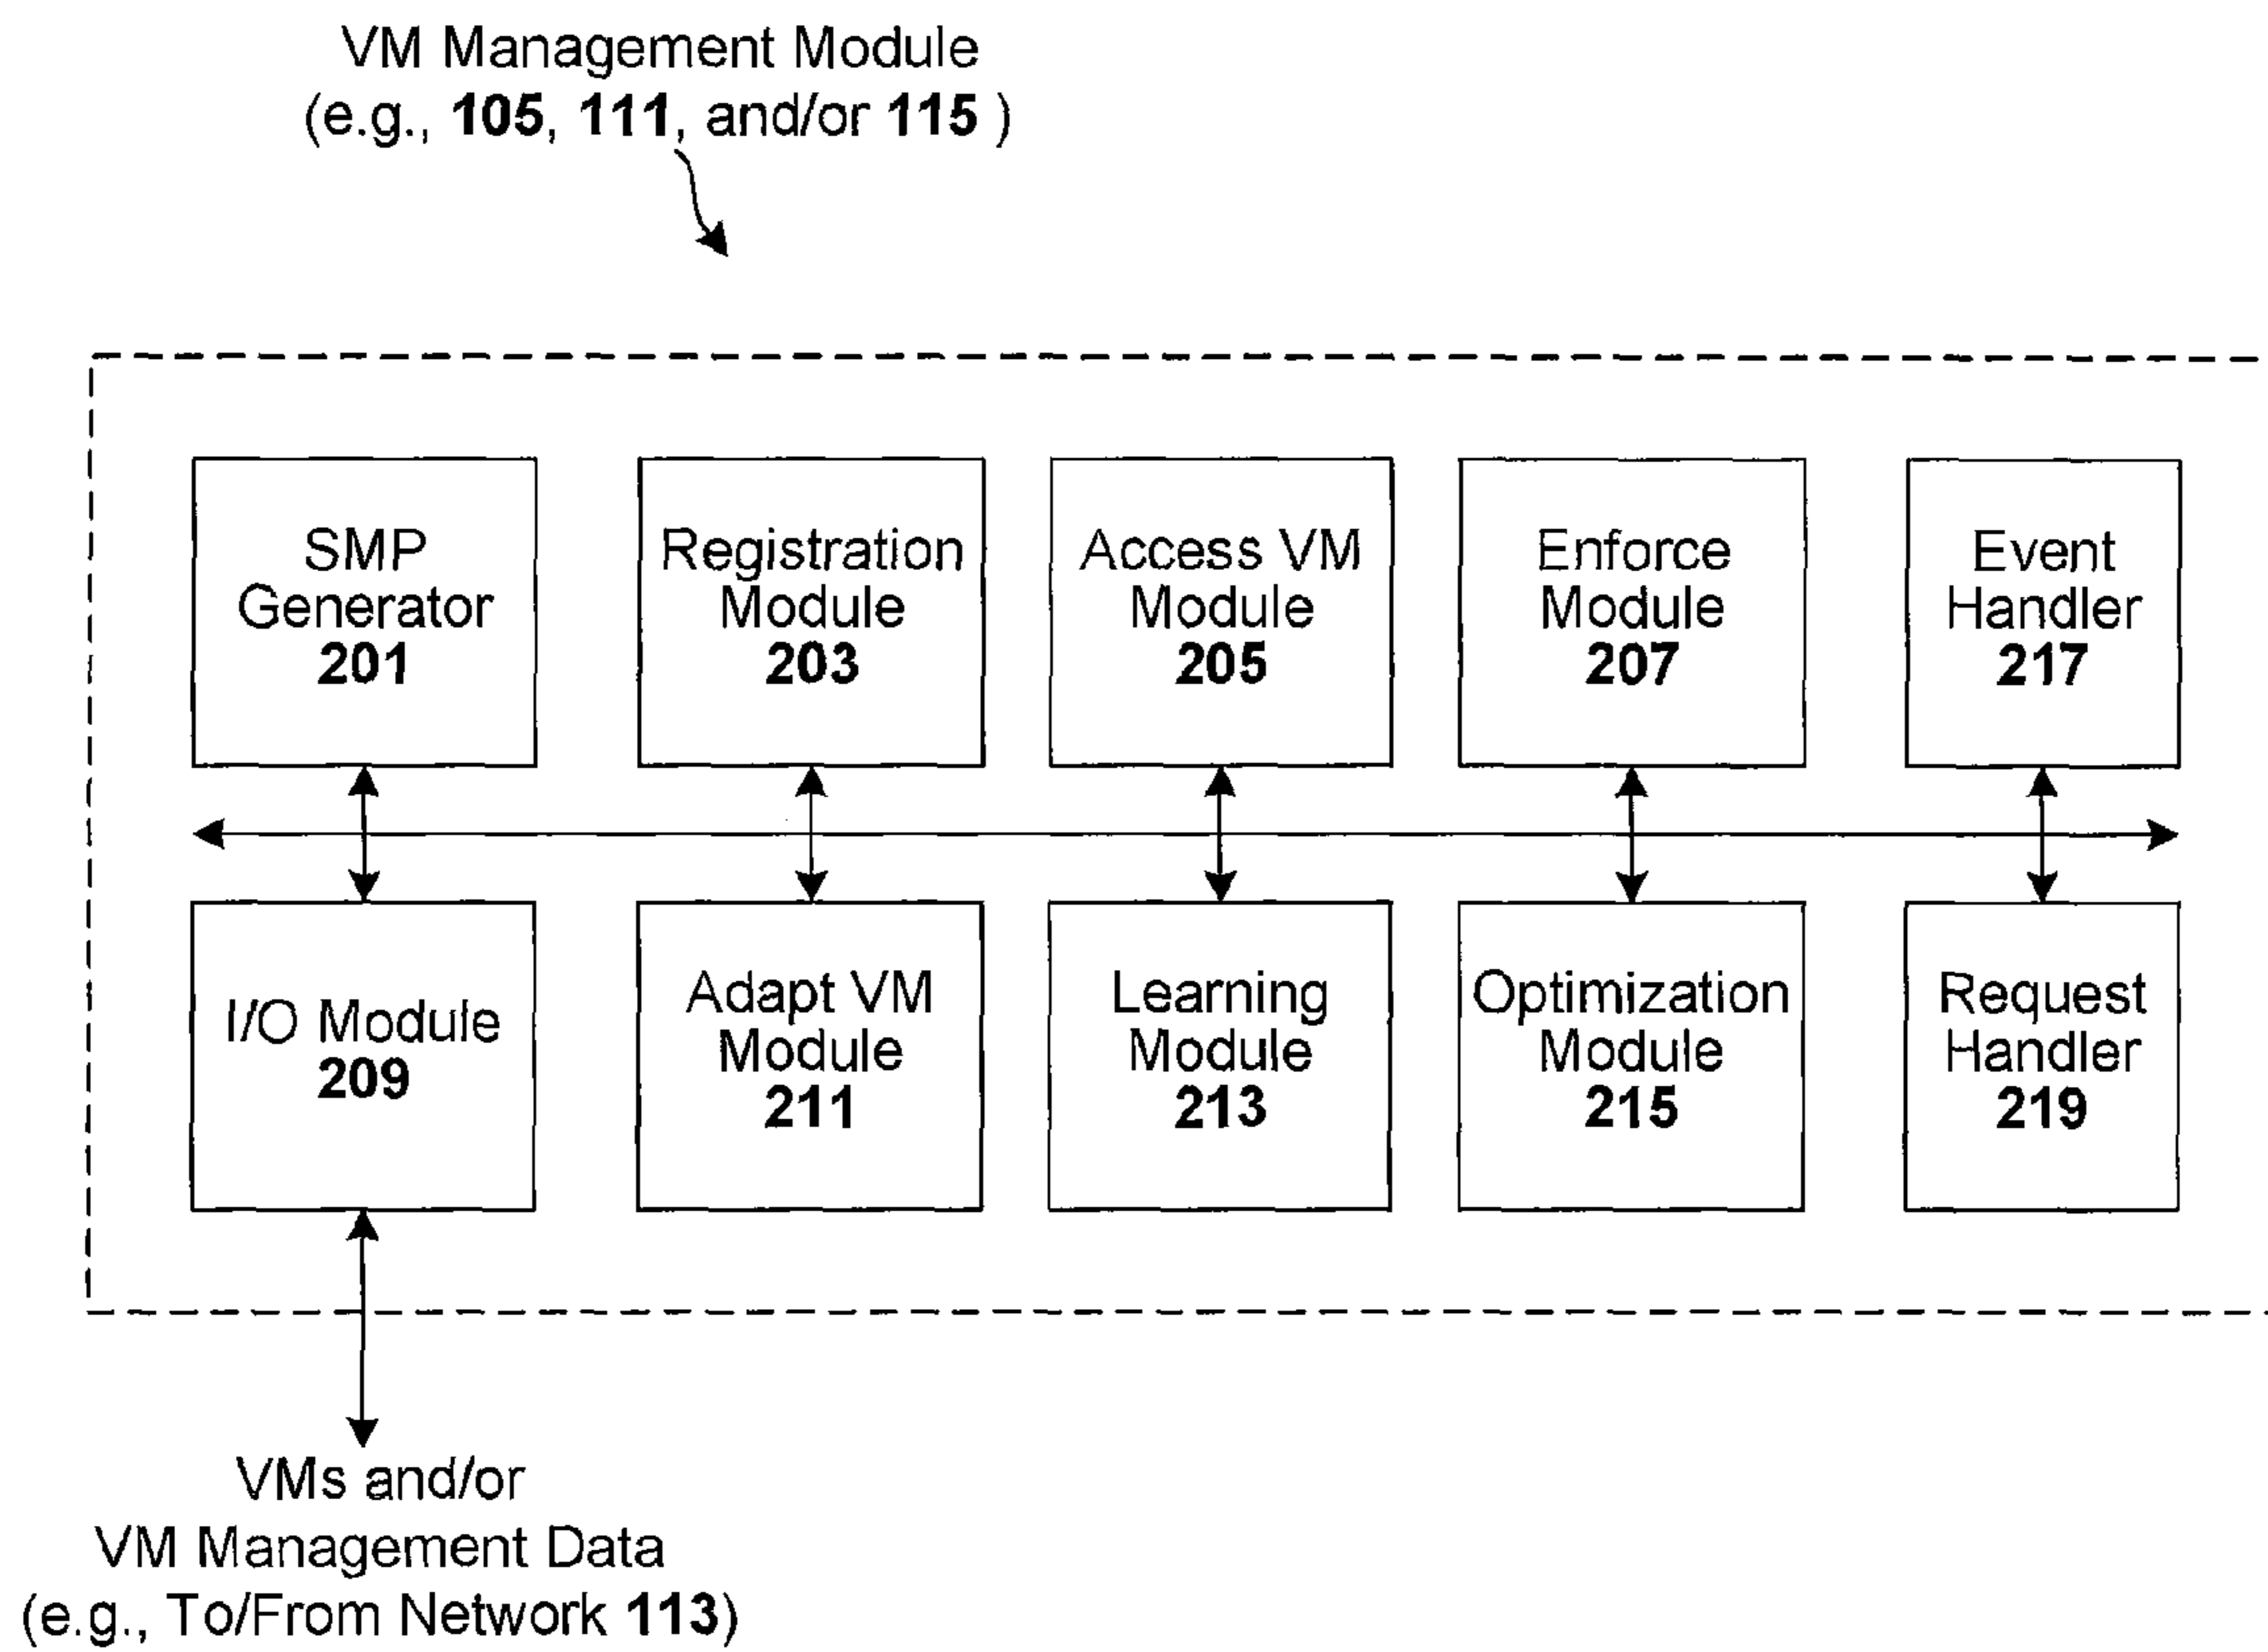 VM Management Module
(e.g., 105, 111, and/or 115 )
SMP
Generator
201
Registration
Module
203
Access VM
Module
205
Enforce
Module
207
Event
Handler
217
I/O Module
209
Adapt VM
Module
211
Learning
Module
213
Optimization
Module
215
Request
Handler
219
VMs and/or
VM Management Data
(e.g., To/From Network 113)